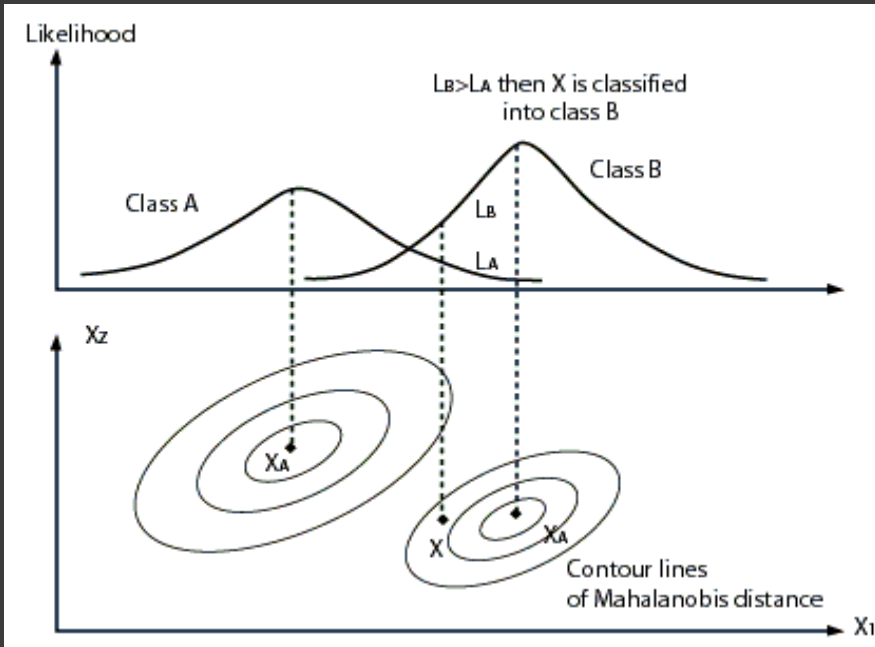 Likelihood
LB>LA then X is classified
into class B
Class A
Class B
LB
LA
Xz
XA
X
XA
Contour lines
of Mahalanobis distance
X1